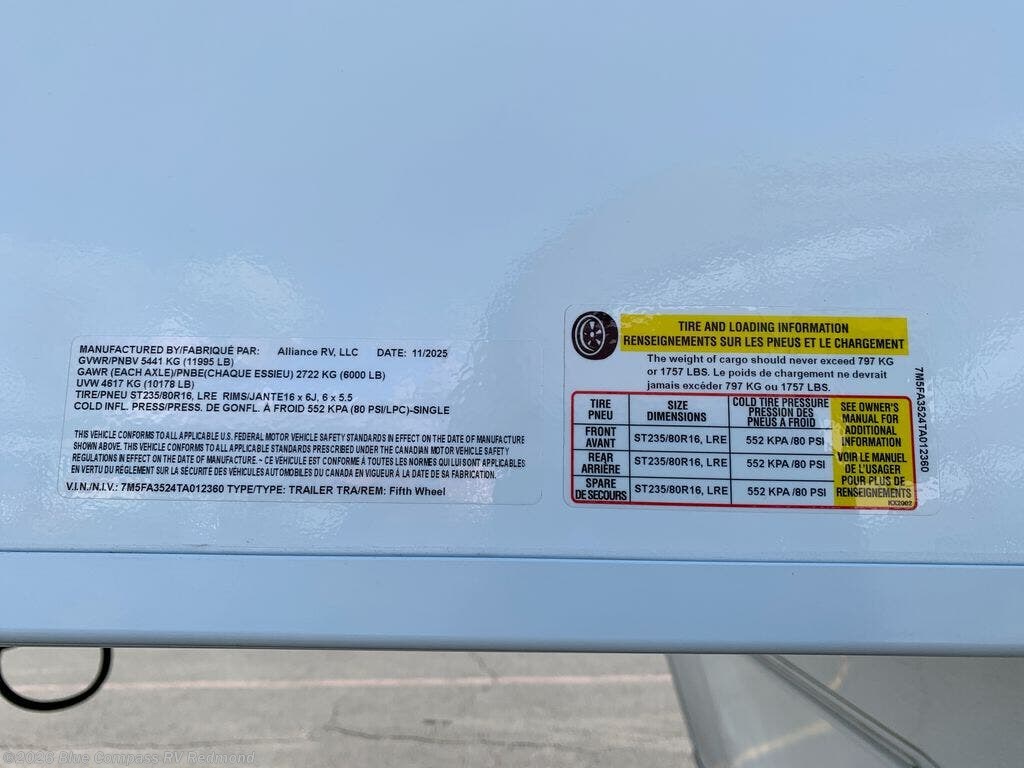 MANUFACTURED BY/FABRIQUÉ PAR: Alliance RV, LLC DATE: 11/2025
GVWR/PNBV 5441 KG (11995 LB)
GAWR (EACH AXLE)/PNBE(CHAQUE ESSIEU) 2722 KG (6000 LB)
UVW 4617 KG (10178 LB)
TIRE/PNEU ST235/80R16, LRE RIMS/JANTE16 x 6J, 6 x 5.5
COLD INFL. PRESS/PRESS. DE GONFL. À FROID 552 KPA (80 PSI/LPC)-SINGLE
THIS VEHICLE CONFORMS TO ALL APPLICABLE U.S. FEDERAL MOTOR VEHICLE SAFETY STANDARDS IN EFFECT ON THE DATE OF MANUFACTURE
SHOWN ABOVE. THIS VEHICLE CONFORMS TO ALL APPLICABLE STANDARDS PRESCRIBED UNDER THE CANADIAN MOTOR VEHICLE SAFETY
REGULATIONS IN EFFECT ON THE DATE OF MANUFACTURE. – CE VÉHICULE EST CONFORME À TOUTES LES NORMES QUI LUI SONT APPLICABLES
EN VERTU DU RÈGLEMENT SUR LA SÉCURITÉ DES VÉHICULES AUTOMOBILES DU CANADA EN VIGUEUR À LA DATE DE SA FABRICATION.
V.I.N./N.I.V.: 7M5FA3524TA012360 TYPE/TYPE: TRAILER TRA/REM: Fifth Wheel
TIRE AND LOADING INFORMATION
RENSEIGNEMENTS SUR LES PNEUS ET LE CHARGEMENT
The weight of cargo should never exceed 797 KG
or 1757 LBS. Le poids de chargement ne devrait
jamais excéder 797 KG ou 1757 LBS.
TIRE
PNEU
SIZE
DIMENSIONS
COLD TIRE PRESSURE
PRESSION DES
PNEUS A FROID
FRONT
AVANT
ST235/80R16, LRE
552 KPA/80 PSI
REAR
ARRIÈRE
ST235/80R16, LRE
552 KPA /80 PSI
SPARE
DE SECOURS
ST235/80R16, LRE
552 KPA /80 PSI
SEE OWNER'S
MANUAL FOR
ADDITIONAL
INFORMATION
VOIR LE MANUEL
DE L'USAGER
POUR PLUS DE
RENSEIGNEMENTS
KX2002
7M5FA3524TA012360
©2026 Blue Compass RV Redmond